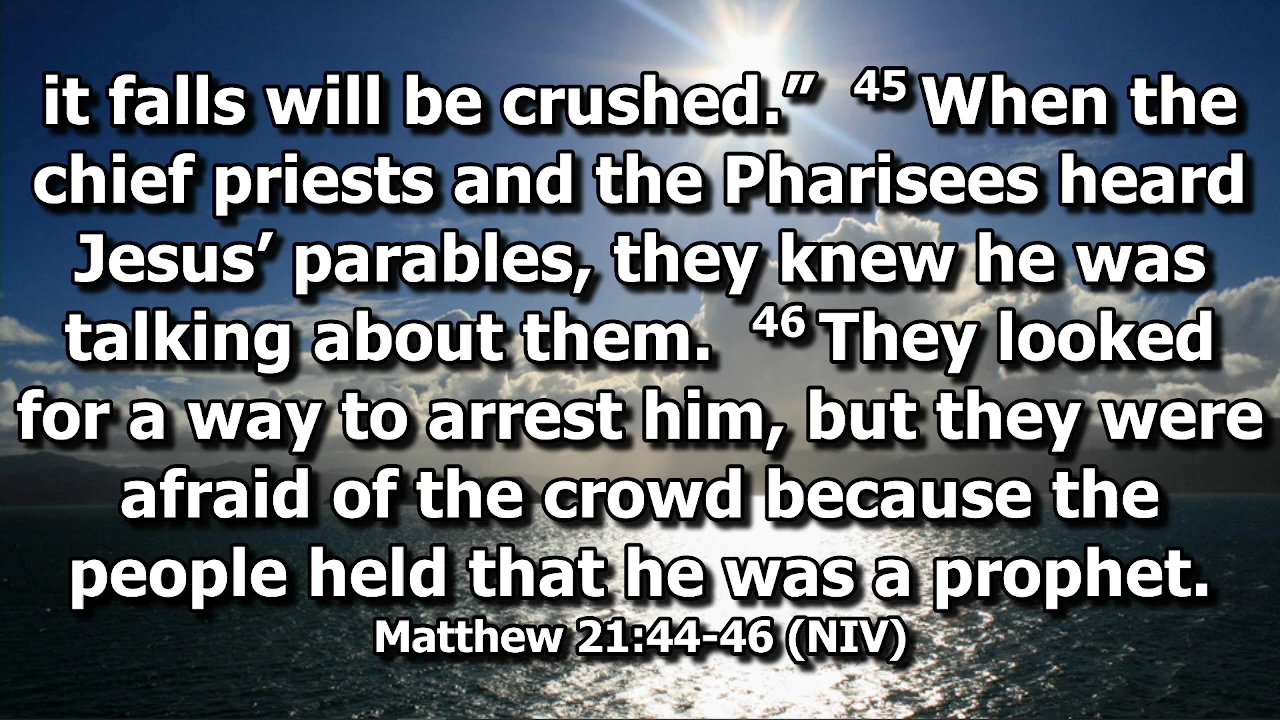 it falls will be crushed.” 45 When the
chief priests and the Pharisees heard
Jesus’ parables, they knew he was
talking about them. 46 They looked
for a way to arrest him, but they were
afraid of the crowd because the
people held that he was a prophet.
Matthew 21:44-46 (NIV)